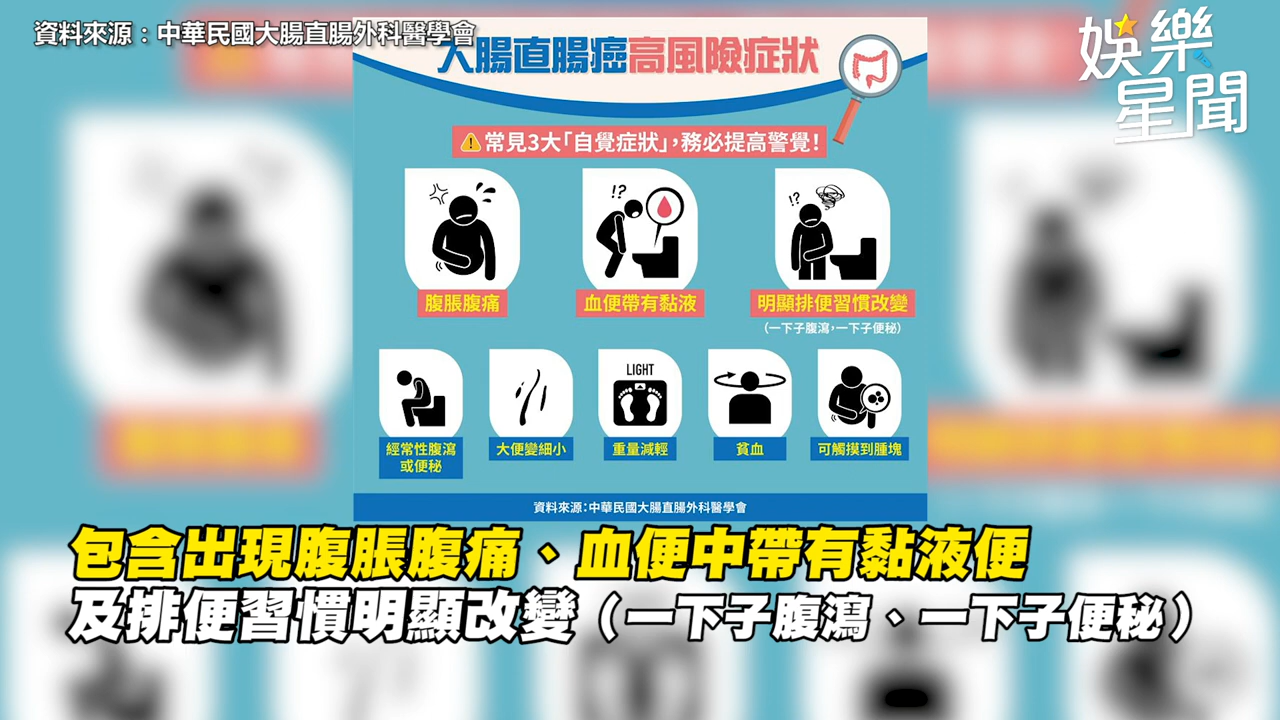 資料來源：中華民國大腸直腸外科醫學會
娛樂
星聞
大腸直腸癌高風險症狀
常見3大「自覺症狀」，務必提高警覺！
!?
!?
腹脹腹痛
血便帶有黏液
明顯排便習慣改變
（一下子腹瀉，一下子便秘）
LIGHT
經常性腹瀉
或便秘
大便變細小
重量減輕
貧血
可觸摸到腫塊
資料來源：中華民國大腸直腸外科醫學會
包含出現腹脹腹痛、血便中帶有黏液便
及排便習慣明顯改變（一下子腹瀉、一下子便秘）